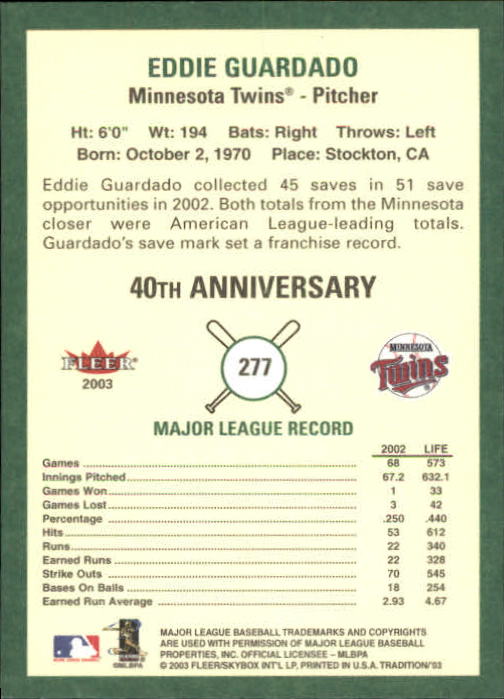 EDDIE GUARDADO
Minnesota Twins® - Pitcher
Ht: 6'0" Wt: 194 Bats: Right Throws: Left
Born: October 2, 1970 Place: Stockton, CA
Eddie Guardado collected 45 saves in 51 save
opportunities in 2002. Both totals from the Minnesota
closer were American League-leading totals.
Guardado's save mark set a franchise record.
40TH ANNIVERSARY
FLEER®
2003
277
MINNESOTA
Twins
MAJOR LEAGUE RECORD
2002 LIFE
Games 68 573
Innings Pitched 67.2 632.1
Games Won 1 33
Games Lost 3 42
Percentage .250 .440
Hits 53 612
Runs 22 340
Earned Runs 22 328
Strike Outs 70 545
Bases On Balls 18 254
Earned Run Average 2.93 4.67
©MLBPA
MAJOR LEAGUE BASEBALL TRADEMARKS AND COPYRIGHTS
ARE USED WITH PERMISSION OF MAJOR LEAGUE BASEBALL
PROPERTIES, INC. OFFICIAL LICENSEE - MLBPA
© 2003 FLEER/SKYBOX INT'L LP, PRINTED IN U.S.A. TRADITION/'03